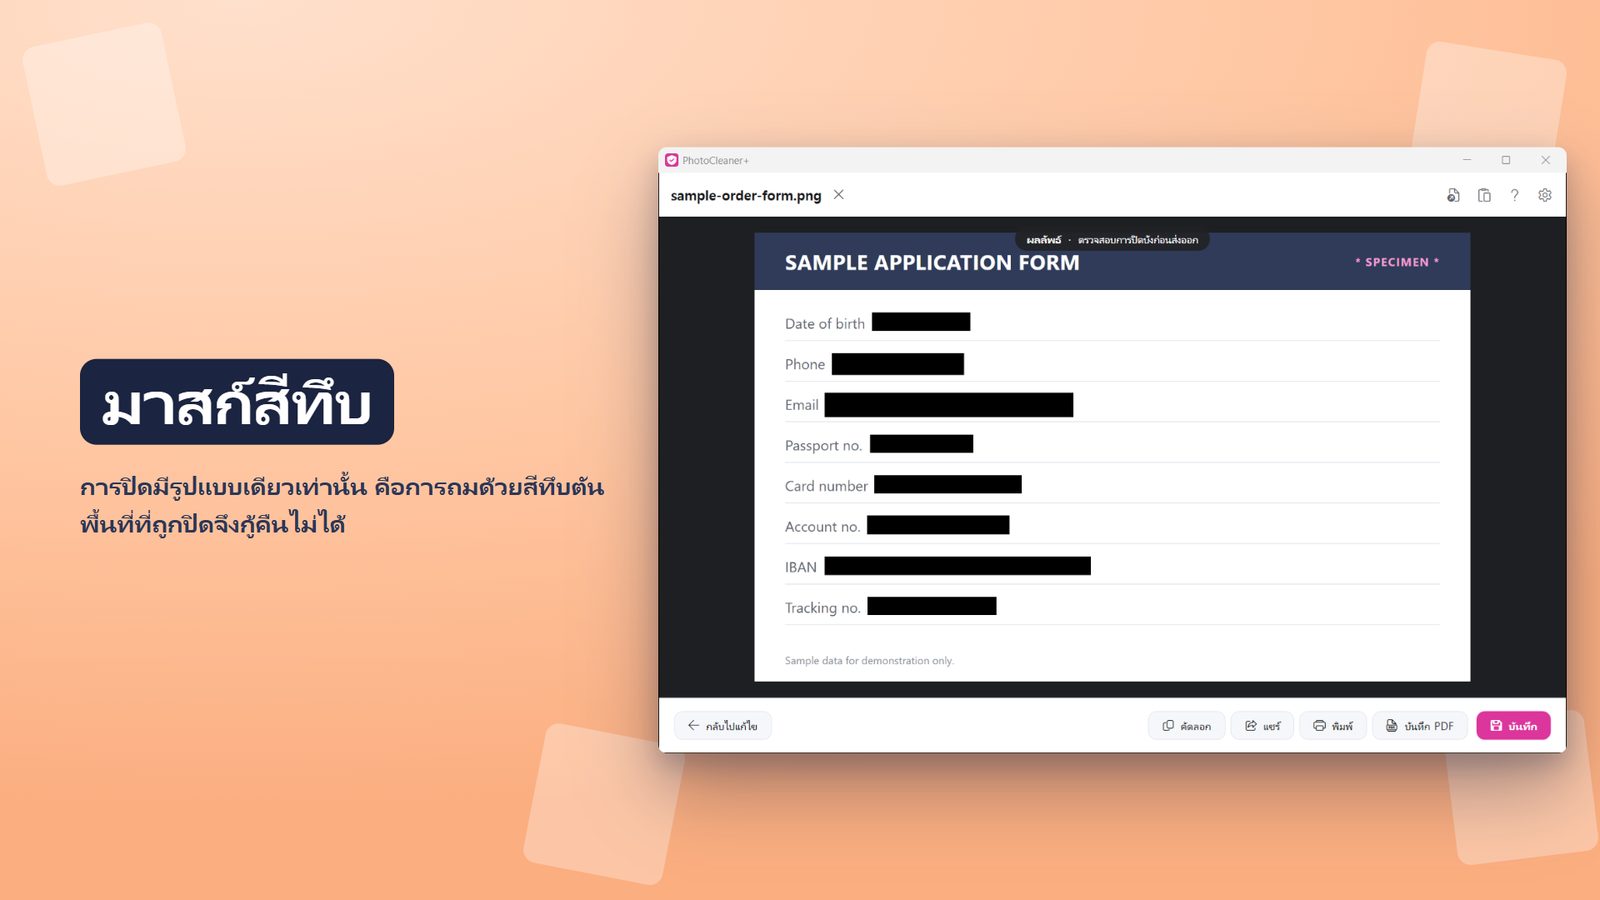 มาสก์สีทึบ
การปิดมีรูปแบบเดียวเท่านั้น คือการถมด้วยสีทึบตัน
พื้นที่ที่ถูกปิดจึงกู้คืนไม่ได้
PhotoCleaner+
sample-order-form.png
ผลลัพธ์ · ตรวจสอบการปิดบังก่อนส่งออก
SAMPLE APPLICATION FORM
* SPECIMEN *
Date of birth
Phone
Email
Passport no.
Card number
Account no.
IBAN
Tracking no.
Sample data for demonstration only.
กลับไปแก้ไข
คัดลอก
แชร์
พิมพ์
บันทึก PDF
บันทึก